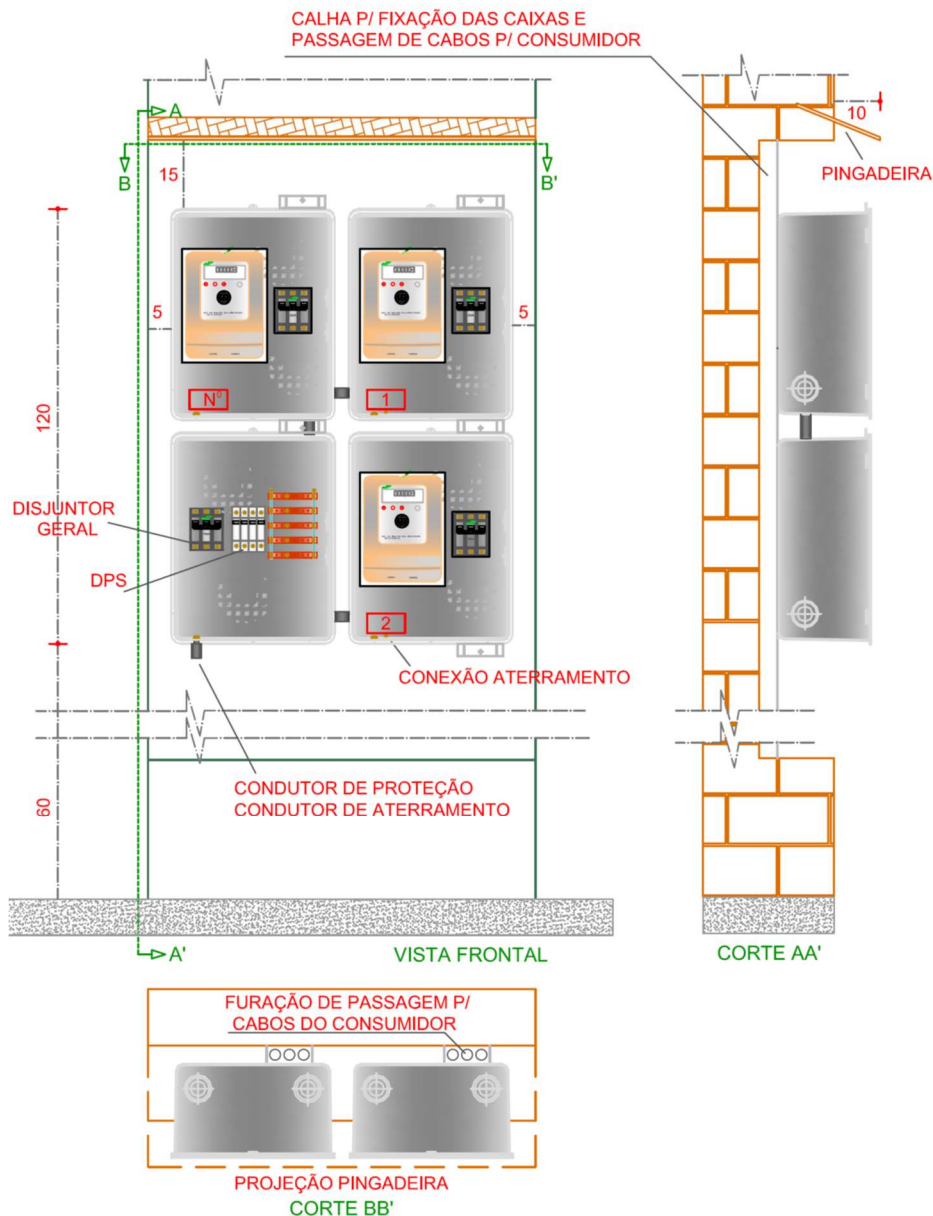 CALHA P/ FIXAÇÃO DAS CAIXAS E
PASSAGEM DE CABOS P/ CONSUMIDOR
A
B
B'
15
10
PINGADEIRA
5
5
120
Nº
1
DISJUNTOR
GERAL
DPS
2
CONEXÃO ATERRAMENTO
CONDUTOR DE PROTEÇÃO
CONDUTOR DE ATERRAMENTO
60
A'
VISTA FRONTAL
CORTE AA'
FURAÇÃO DE PASSAGEM P/
CABOS DO CONSUMIDOR
PROJEÇÃO PINGADEIRA
CORTE BB'